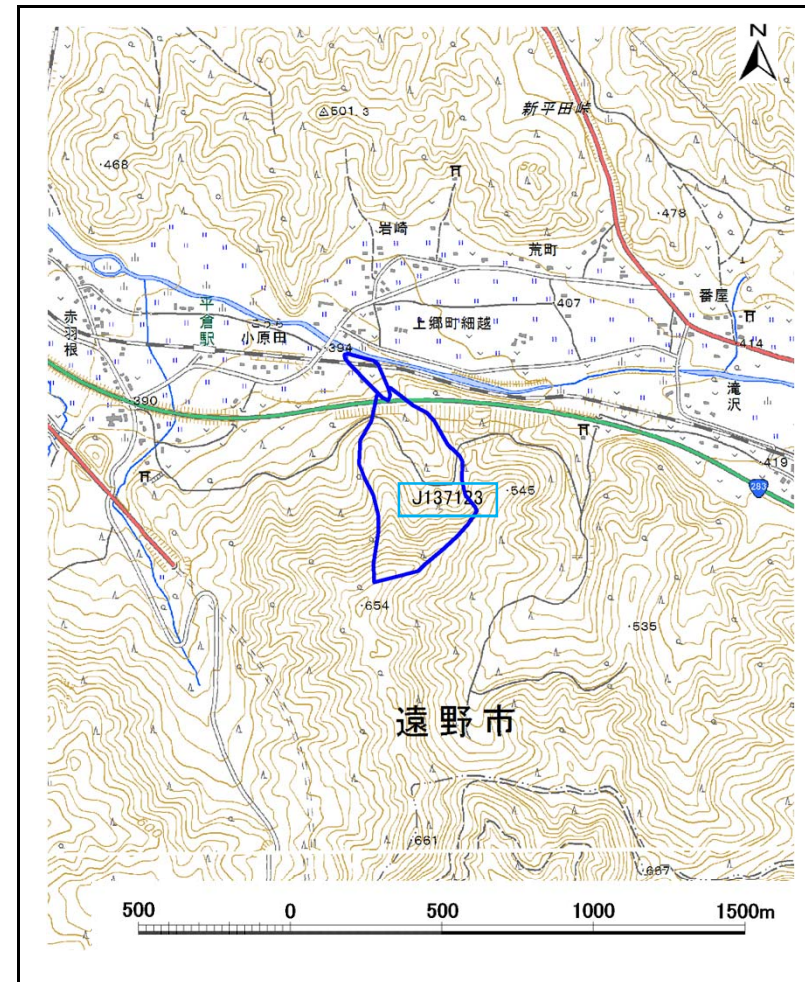 N
△501.3
新平田峠
・468
500
・478
岩崎
荒町
番屋
・407
赤羽根
平倉駅
こうら
小原田
・394
上郷町細越
・414
滝沢
・390
・419
283
J137123
・545
・654
・535
遠野市
600
・661
・667
500 0 500 1000 1500m